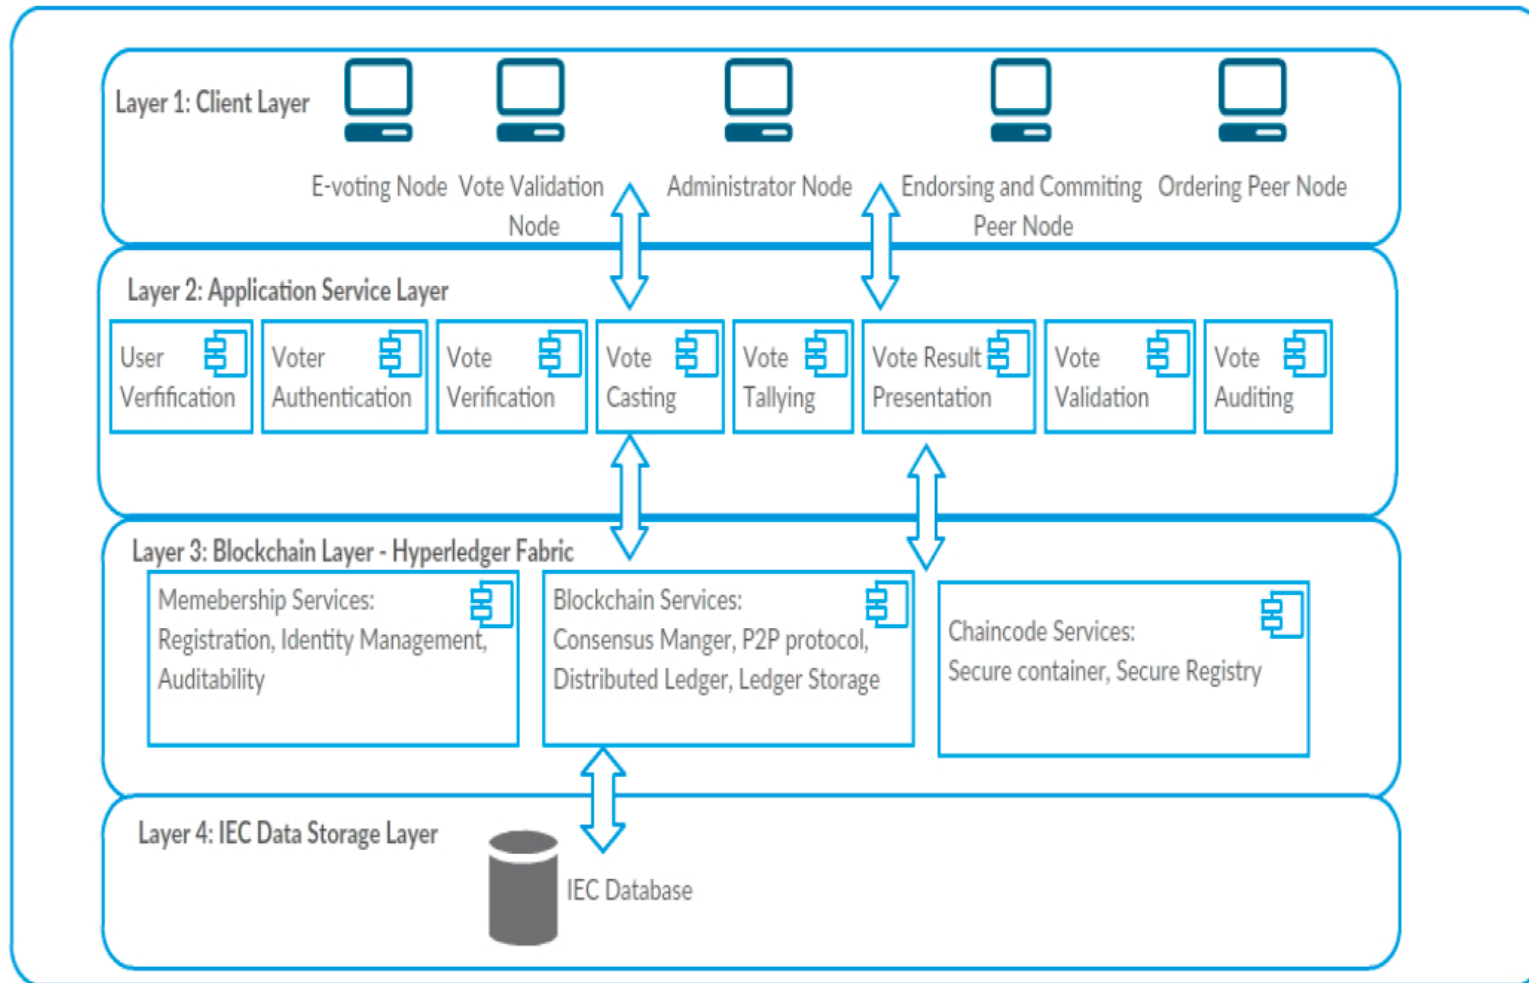 Layer 1: Client Layer
E-voting Node
Vote Validation
Node
Administrator Node
Endorsing and Commiting
Peer Node
Ordering Peer Node
Layer 2: Application Service Layer
User
Verfification
Voter
Authentication
Vote
Verification
Vote
Casting
Vote
Tallying
Vote Result
Presentation
Vote
Validation
Vote
Auditing
Layer 3: Blockchain Layer - Hyperledger Fabric
Memebership Services:
Registration, Identity Management,
Auditability
Blockchain Services:
Consensus Manger, P2P protocol,
Distributed Ledger, Ledger Storage
Chaincode Services:
Secure container, Secure Registry
Layer 4: IEC Data Storage Layer
IEC Database